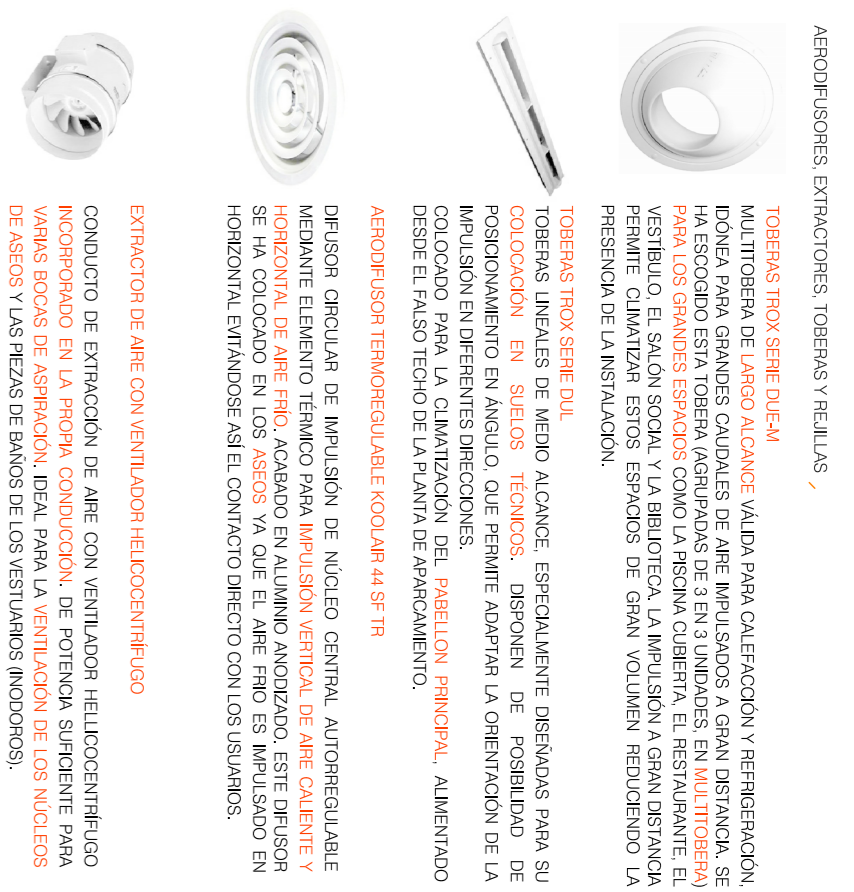 AERODIFUSORES, EXTRACTORES, TOBERAS Y REJILLAS
TOBERAS TROX SERIE DUE-M
MULTITOBERA DE LARGO ALCANCE VÁLIDA PARA CALEFACCIÓN Y REFRIGERACIÓN,
IDÓNEA PARA GRANDES CAUDALES DE AIRE IMPULSADOS A GRAN DISTANCIA. SE
HA ESCOGIDO ESTA TOBERA (AGRUPADAS DE 3 EN 3 UNIDADES, EN MULTITOBERA)
PARA LOS GRANDES ESPACIOS COMO LA PISCINA CUBIERTA, EL RESTAURANTE, EL
VESTÍBULO, EL SALÓN SOCIAL Y LA BIBLIOTECA. LA IMPULSIÓN A GRAN DISTANCIA
PERMITE CLIMATIZAR ESTOS ESPACIOS DE GRAN VOLUMEN REDUCIENDO LA
PRESENCIA DE LA INSTALACIÓN.
TOBERAS TROX SERIE DUL
TOBERAS LINEALES DE MEDIO ALCANCE, ESPECIALMENTE DISEÑADAS PARA SU
COLOCACIÓN EN SUELOS TÉCNICOS. DISPONEN DE POSIBILIDAD DE
POSICIONAMIENTO EN ÁNGULO, QUE PERMITE ADAPTAR LA ORIENTACIÓN DE LA
IMPULSIÓN EN DIFERENTES DIRECCIONES.
COLOCADO PARA LA CLIMATIZACIÓN DEL PABELLON PRINCIPAL, ALIMENTADO
DESDE EL FALSO TECHO DE LA PLANTA DE APARCAMIENTO.
AERODIFUSOR TERMOREGULABLE KOOLAIR 44 SF TR
DIFUSOR CIRCULAR DE IMPULSIÓN DE NÚCLEO CENTRAL AUTORREGULABLE
MEDIANTE ELEMENTO TÉRMICO PARA IMPULSIÓN VERTICAL DE AIRE CALIENTE Y
HORIZONTAL DE AIRE FRÍO. ACABADO EN ALUMINIO ANODIZADO. ESTE DIFUSOR
SE HA COLOCADO EN LOS ASEOS YA QUE EL AIRE FRIO ES IMPULSADO EN
HORIZONTAL EVITÁNDOSE ASÍ EL CONTACTO DIRECTO CON LOS USUARIOS.
EXTRACTOR DE AIRE CON VENTILADOR HELICOCENTRÍFUGO
CONDUCTO DE EXTRACCIÓN DE AIRE CON VENTILADOR HELLICOCENTRÍFUGO
INCORPORADO EN LA PROPIA CONDUCCIÓN. DE POTENCIA SUFICIENTE PARA
VARIAS BOCAS DE ASPIRACIÓN. IDEAL PARA LA VENTILACIÓN DE LOS NÚCLEOS
DE ASEOS Y LAS PIEZAS DE BAÑOS DE LOS VESTUARIOS (INODOROS).